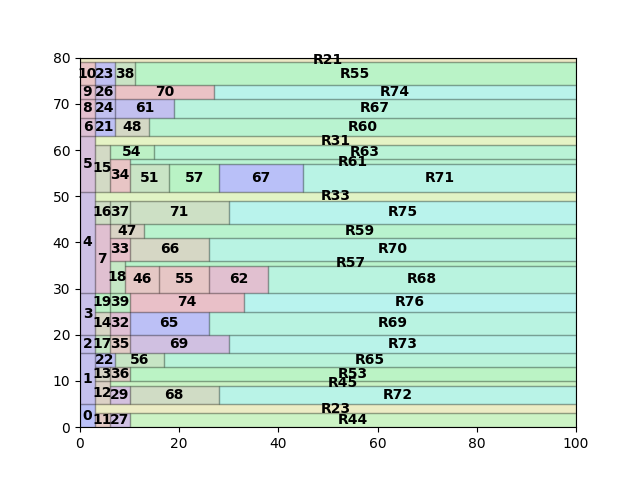 80
R21
10 23 38 R55
9 26 70 R74
70
8 24 61 R67
6 21 48 R60
R31
60
5 15 54 R63
R61
34 51 57 67 R71
50
R33
16 37 71 R75
47 R59
40
4 7 33 66 R70
R57
18 46 55 62 R68
30
19 39 74 R76
3
14 32 65 R69
20
2 17 35 69 R73
22 56 R65
1 13 36 R53
10
R45
12 29 68 R72
R23
0
11 27 R44
0
0 20 40 60 80 100